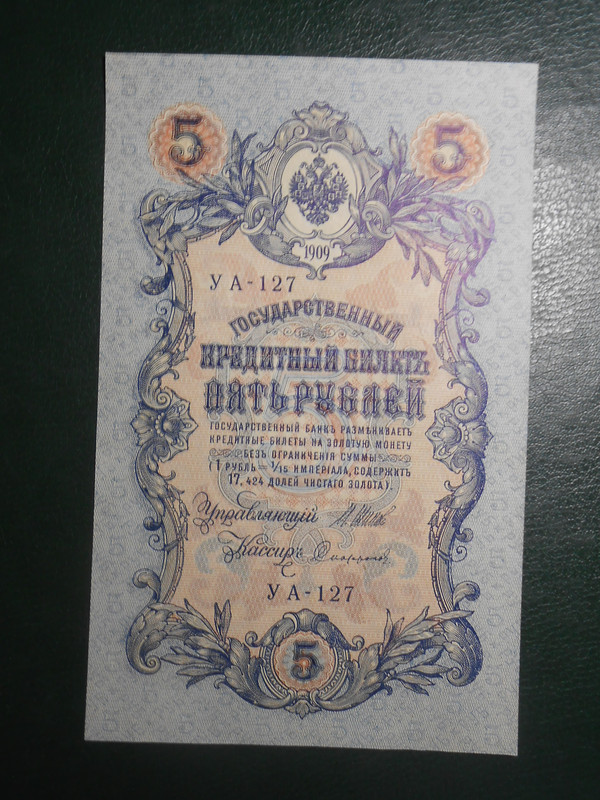 5 5
1909
УА-127
ГОСУДАРСТВЕННЫЙ
КРЕДИТНЫЙ БИЛЕТЪ
ПЯТЬ РУБЛЕЙ
ГОСУДАРСТВЕННЫЙ БАНКЪ РАЗМѢНИВАЕТЪ
КРЕДИТНЫЕ БИЛЕТЫ НА ЗОЛОТУЮ МОНЕТУ
БЕЗЪ ОГРАНИЧЕНІЯ СУММЫ
(1 РУБЛЬ = 1/15 ИМПЕРІАЛА, СОДЕРЖИТЪ
17,424 ДОЛЕЙ ЧИСТАГО ЗОЛОТА).
Управляющій
Кассиръ
УА-127
5